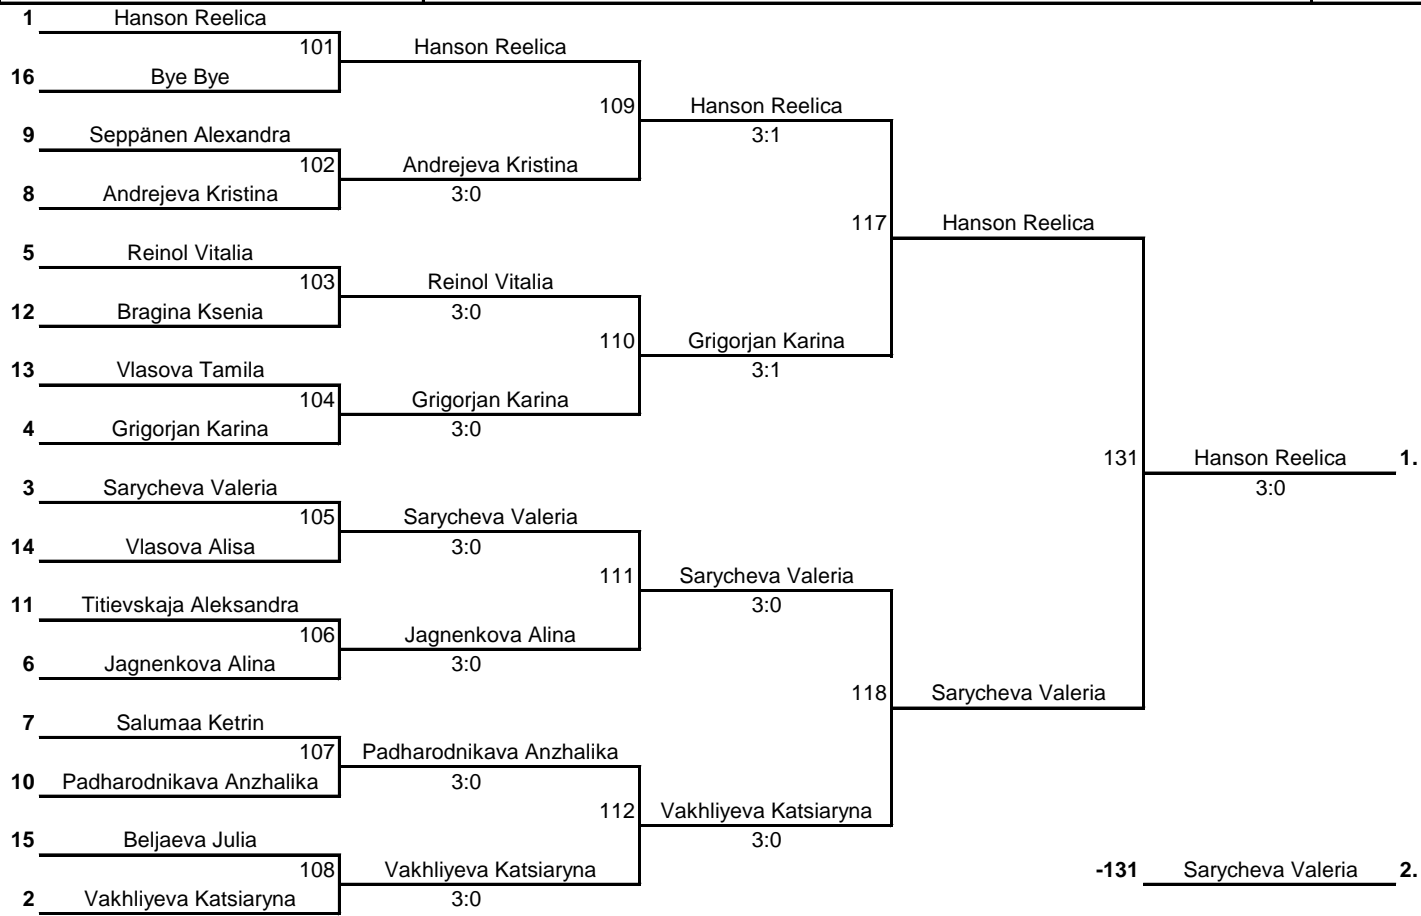 1 Hanson Reelica
101 Hanson Reelica
16 Bye Bye
109 Hanson Reelica
9 Seppänen Alexandra 3:1
102 Andrejeva Kristina
8 Andrejeva Kristina 3:0
117 Hanson Reelica
5 Reinol Vitalia
103 Reinol Vitalia
12 Bragina Ksenia 3:0
110 Grigorjan Karina
13 Vlasova Tamila 3:1
104 Grigorjan Karina
4 Grigorjan Karina 3:0
131 Hanson Reelica 1.
3 Sarycheva Valeria 3:0
105 Sarycheva Valeria
14 Vlasova Alisa 3:0
111 Sarycheva Valeria
11 Titievskaja Aleksandra 3:0
106 Jagnenkova Alina
6 Jagnenkova Alina 3:0
118 Sarycheva Valeria
7 Salumaa Ketrin
107 Padharodnikava Anzhalika
10 Padharodnikava Anzhalika 3:0
112 Vakhliyeva Katsiaryna
15 Beljaeva Julia 3:0
108 Vakhliyeva Katsiaryna -131 Sarycheva Valeria 2.
2 Vakhliyeva Katsiaryna 3:0